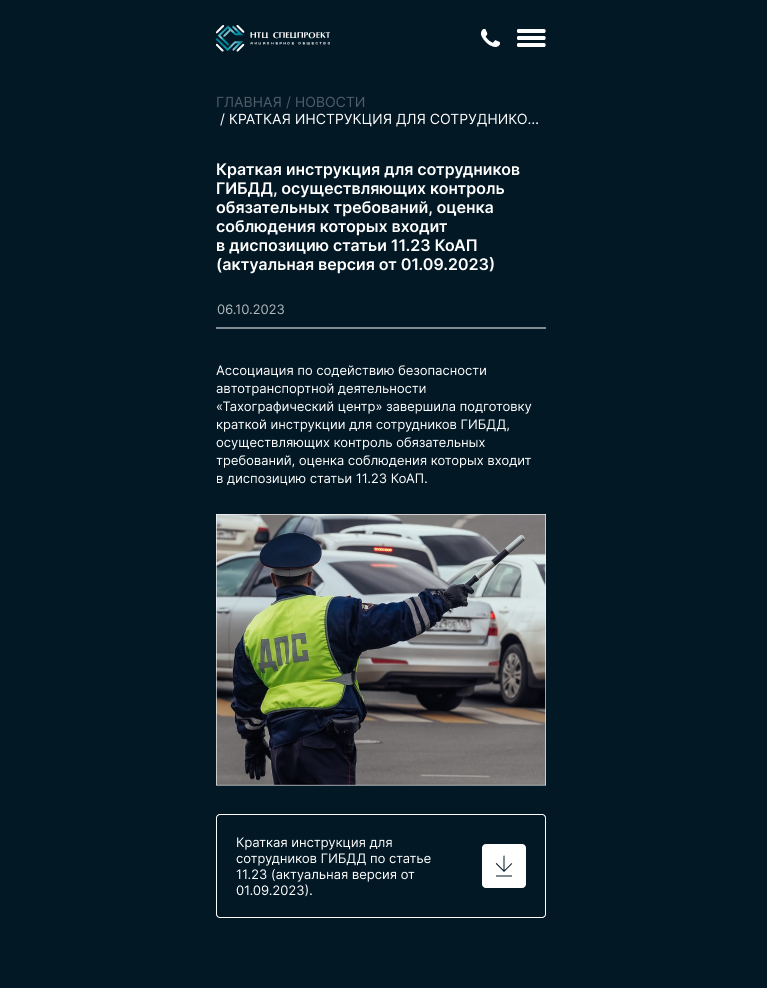 НТЦ СПЕЦПРОЕКТ
АКЦИОНЕРНОЕ ОБЩЕСТВО
ГЛАВНАЯ / НОВОСТИ
/ КРАТКАЯ ИНСТРУКЦИЯ ДЛЯ СОТРУДНИКО...
Краткая инструкция для сотрудников
ГИБДД, осуществляющих контроль
обязательных требований, оценка
соблюдения которых входит
в диспозицию статьи 11.23 КоАП
(актуальная версия от 01.09.2023)
06.10.2023
Ассоциация по содействию безопасности
автотранспортной деятельности
«Тахографический центр» завершила подготовку
краткой инструкции для сотрудников ГИБДД,
осуществляющих контроль обязательных
требований, оценка соблюдения которых входит
в диспозицию статьи 11.23 КоАП.
ДПС
Краткая инструкция для
сотрудников ГИБДД по статье
11.23 (актуальная версия от
01.09.2023).